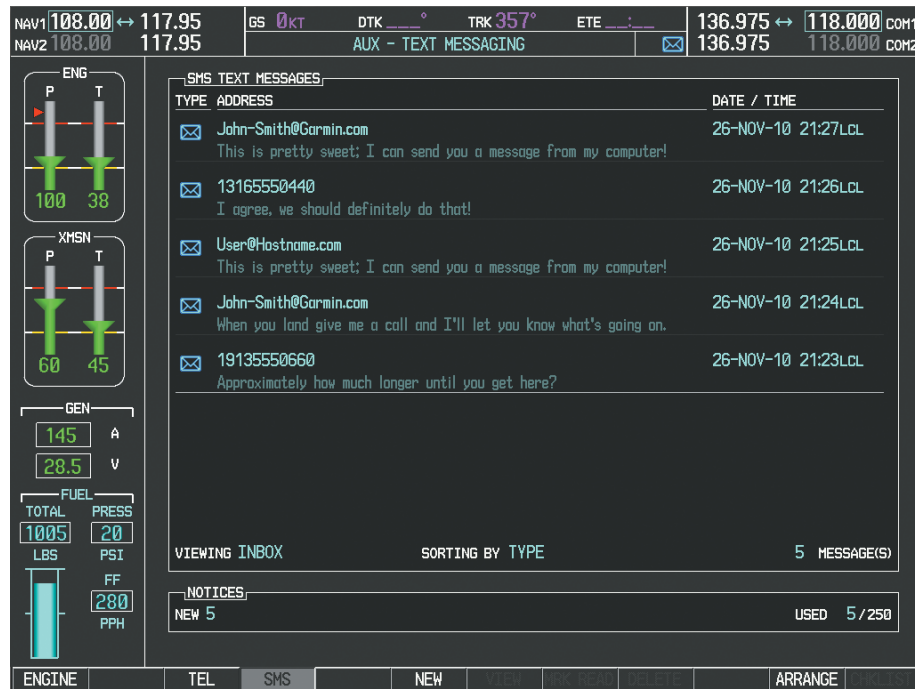 NAV1 108.00 ↔ 117.95 GS 0KT DTK ___° TRK 357° ETE __:__ 136.975 ↔ 118.000 COM1
NAV2 108.00 117.95 AUX - TEXT MESSAGING 136.975 118.000 COM2
ENG
P T
100 38
XMSN
P T
60 45
GEN
145 A
28.5 V
FUEL
TOTAL PRESS
1005 20
LBS PSI
FF
280
PPH
SMS TEXT MESSAGES
TYPE ADDRESS DATE / TIME
John-Smith@Garmin.com 26-NOV-10 21:27LCL
This is pretty sweet; I can send you a message from my computer!
13165550440 26-NOV-10 21:26LCL
I agree, we should definitely do that!
User@Hostname.com 26-NOV-10 21:25LCL
This is pretty sweet; I can send you a message from my computer!
John-Smith@Garmin.com 26-NOV-10 21:24LCL
When you land give me a call and I'll let you know what's going on.
19135550660 26-NOV-10 21:23LCL
Approximately how much longer until you get here?
VIEWING INBOX SORTING BY TYPE 5 MESSAGE(S)
NOTICES
NEW 5 USED 5/250
ENGINE TEL SMS NEW VIEW MRK READ DELETE ARRANGE CHKLIST